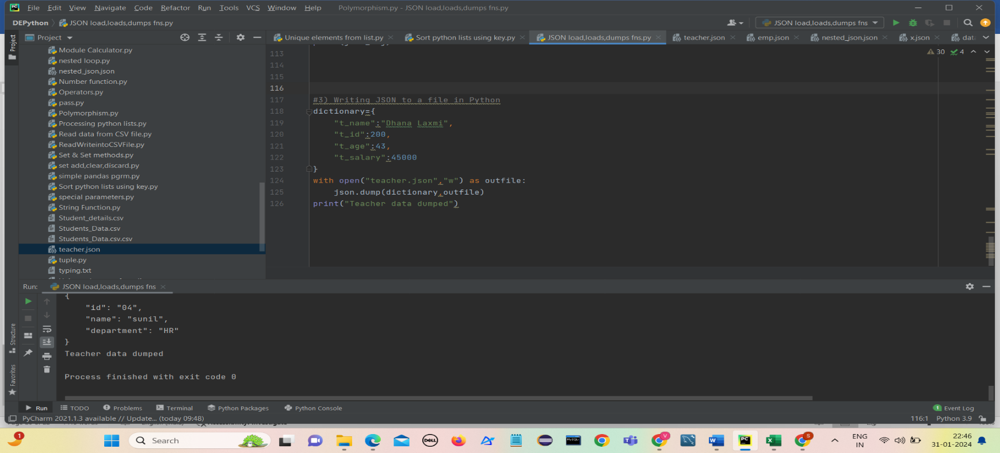 File Edit View Navigate Code Refactor Run Tools VCS Window Help Polymorphism.py - JSON load,loads,dumps fns.py
DEPython JSON load,loads,dumps fns.py
JSON load,loads,dumps fns
Project
Project
Unique elements from list.py
Sort python lists using key.py
JSON load,loads,dumps fns.py
teacher.json
emp.json
nested_json.json
x.json
30 4
Module Calculator.py
nested loop.py
nested_json.json
Number function.py
Operators.py
pass.py
Polymorphism.py
Processing python lists.py
Read data from CSV file.py
ReadWriteintoCSVFile.py
Set & Set methods.py
set add,clear,discard.py
simple pandas pgrm.py
Sort python lists using key.py
special parameters.py
String Function.py
Student_details.csv
Students_Data.csv
Students_Data.csv.csv
teacher.json
tuple.py
typing.txt
113
114
115
116
117 #3) Writing JSON to a file in Python
118 dictionary={
119 "t_name":"Dhana Laxmi",
120 "t_id":200,
121 "t_age":43,
122 "t_salary":45000
123 }
124 with open("teacher.json","w") as outfile:
125 json.dump(dictionary,outfile)
126 print("Teacher data dumped")
Run: JSON load,loads,dumps fns
{
"id": "04",
"name": "sunil",
"department": "HR"
}
Teacher data dumped
Process finished with exit code 0
Structure
Favorites
Run TODO Problems Terminal Python Packages Python Console 1 Event Log
PyCharm 2021.1.3 available // Update... (today 09:48) 116:1 Python 3.9
1
Search
DELL
MySQL
V
S
ENG
IN
22:46
31-01-2024